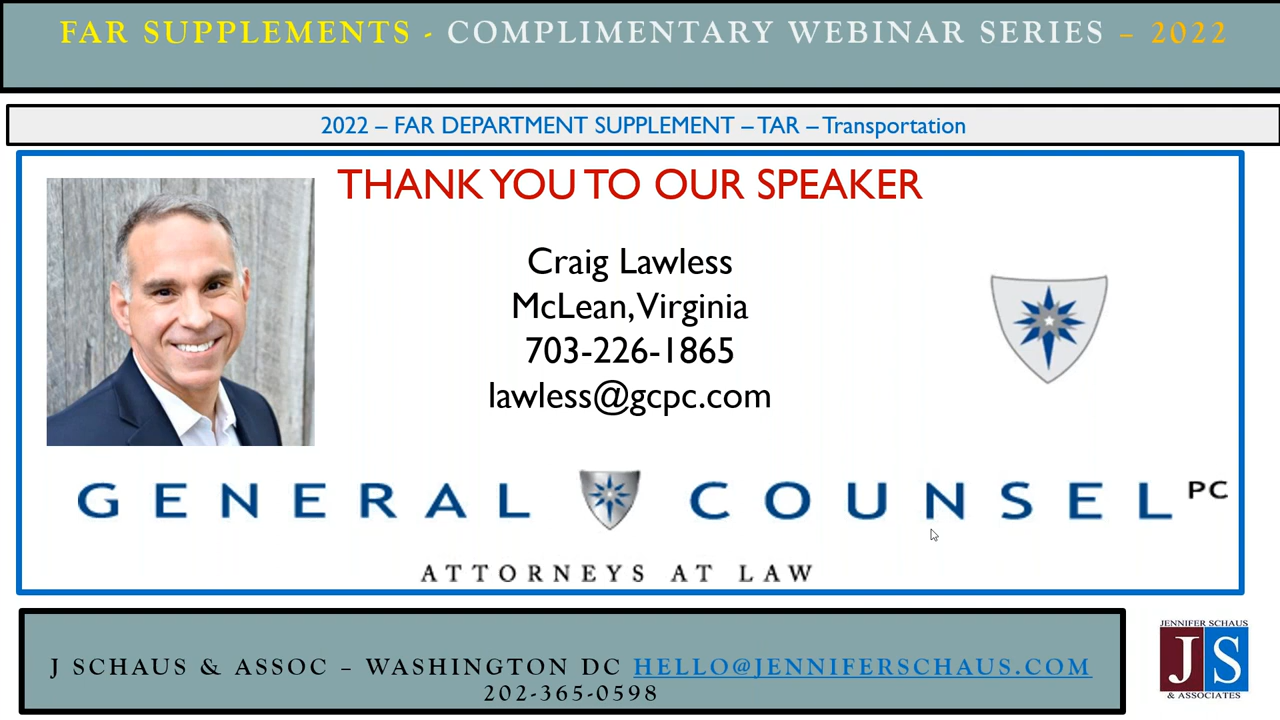 FAR SUPPLEMENTS - COMPLIMENTARY WEBINAR SERIES – 2022
2022 – FAR DEPARTMENT SUPPLEMENT – TAR – Transportation
THANK YOU TO OUR SPEAKER
Craig Lawless
McLean, Virginia
703-226-1865
lawless@gcpc.com
GENERAL COUNSEL PC
ATTORNEYS AT LAW
J SCHAUS & ASSOC – WASHINGTON DC HELLO@JENNIFERSCHAUS.COM
202-365-0598
JENNIFER SCHAUS
JS
& ASSOCIATES